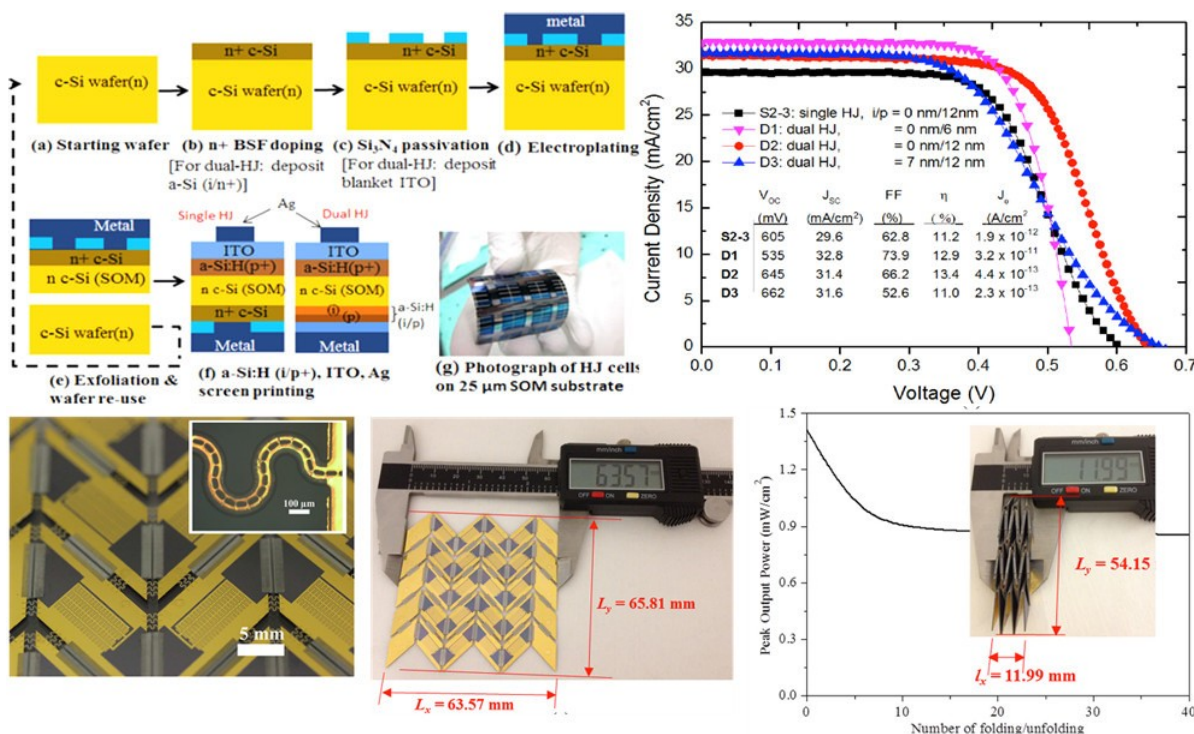 n+ c-Si
n+ c-Si
metal
n+ c-Si
c-Si wafer(n)
c-Si wafer(n)
c-Si wafer(n)
c-Si wafer(n)
(a) Starting wafer
(b) n+ BSF doping
[For dual-HJ: deposit
a-Si (i/n+)]
(c) Si₃N₄ passivation
[For dual-HJ: deposit
blanket ITO]
(d) Electroplating
Metal
n+ c-Si
n c-Si (SOM)
c-Si wafer(n)
(e) Exfoliation &
wafer re-use
Single HJ
Ag
Dual HJ
ITO
a-Si:H(p+)
n c-Si (SOM)
n+ c-Si
Metal
ITO
a-Si:H(p+)
n c-Si (SOM)
(i)
(p)
Metal
a-Si:H
(i/p)
(f) a-Si:H (i/p+), ITO, Ag
screen printing
(g) Photograph of HJ cells
on 25 µm SOM substrate
Current Density (mA/cm²)
35
30
25
20
15
10
5
0
S2-3: single HJ, i/p = 0 nm/12nm
D1: dual HJ, = 0 nm/6 nm
D2: dual HJ, = 0 nm/12 nm
D3: dual HJ, = 7 nm/12 nm
VOC JSC FF η Jo
(mV) (mA/cm²) (%) (%) (A/cm²
S2-3 605 29.6 62.8 11.2 1.9 x 10⁻¹²
D1 535 32.8 73.9 12.9 3.2 x 10⁻¹¹
D2 645 31.4 66.2 13.4 4.4 x 10⁻¹³
D3 662 31.6 52.6 11.0 2.3 x 10⁻¹³
0.0 0.1 0.2 0.3 0.4 0.5 0.6 0.7
Voltage (V)
100 µm
5 mm
mm/inch
63.57
OFF ON ZERO
Ly = 65.81 mm
Lx = 63.57 mm
Peak Output Power (mW/cm²)
1.5
1.2
0.9
0.6
0.3
0.0
mm/inch
11.99
OFF ON ZERO
Ly = 54.15
lx = 11.99 mm
0 10 20 30 40
Number of folding/unfolding